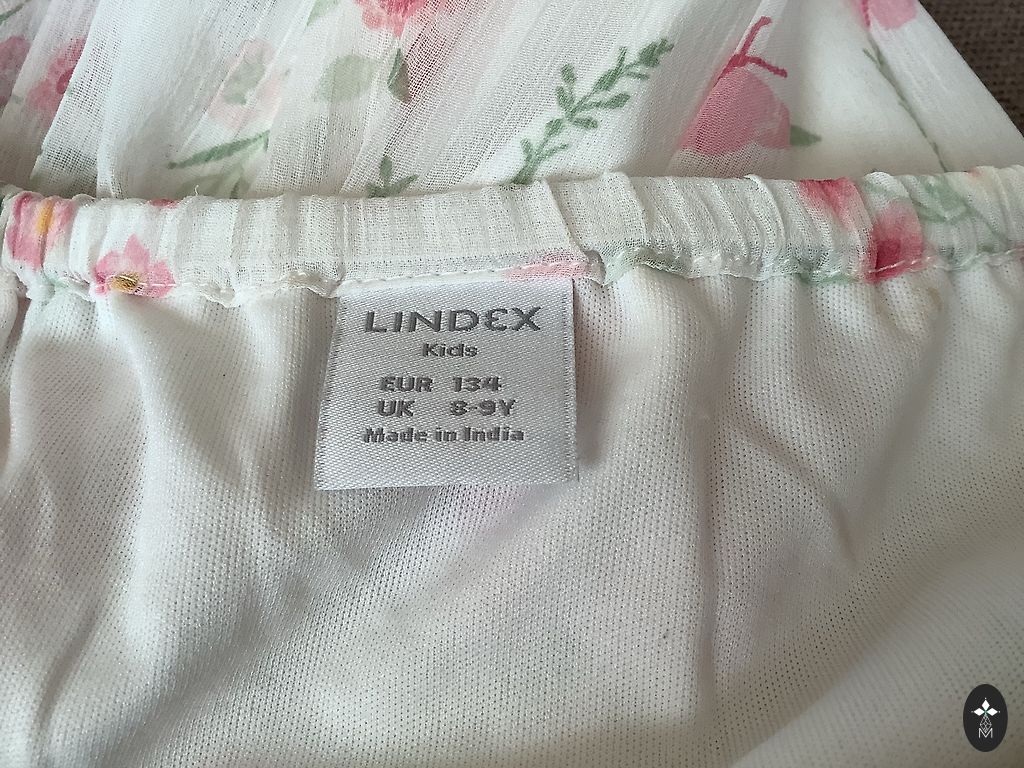 LINDEX
Kids
EUR 134
UK 8-9Y
Made in India
M